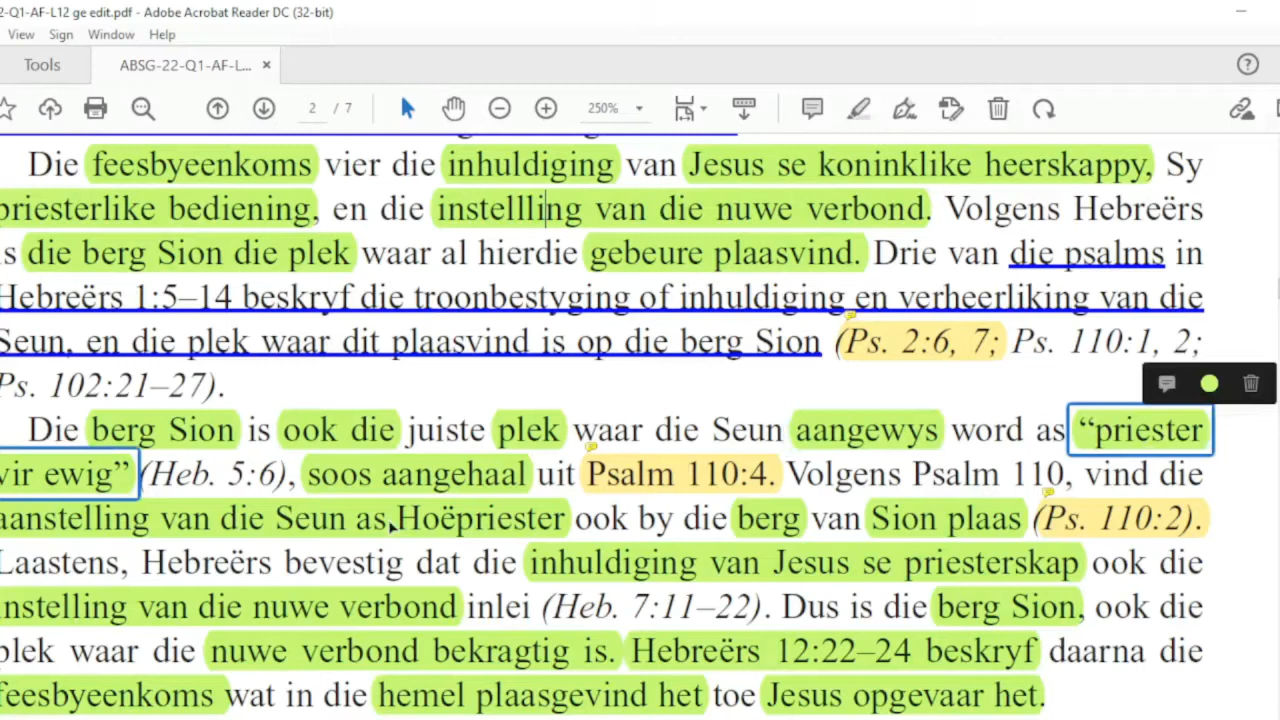 2-Q1-AF-L12 ge edit.pdf - Adobe Acrobat Reader DC (32-bit)
View Sign Window Help
Tools ABSG-22-Q1-AF-L... ×
2 / 7 250%
Die feesbyeenkoms vier die inhuldiging van Jesus se koninklike heerskappy, Sy
priesterlike bediening, en die instellling van die nuwe verbond. Volgens Hebreërs
is die berg Sion die plek waar al hierdie gebeure plaasvind. Drie van die psalms in
Hebreërs 1:5–14 beskryf die troonbestyging of inhuldiging en verheerliking van die
Seun, en die plek waar dit plaasvind is op die berg Sion (Ps. 2:6, 7; Ps. 110:1, 2;
Ps. 102:21–27).
Die berg Sion is ook die juiste plek waar die Seun aangewys word as “priester
vir ewig” (Heb. 5:6), soos aangehaal uit Psalm 110:4. Volgens Psalm 110, vind die
aanstelling van die Seun as Hoëpriester ook by die berg van Sion plaas (Ps. 110:2).
Laastens, Hebreërs bevestig dat die inhuldiging van Jesus se priesterskap ook die
instelling van die nuwe verbond inlei (Heb. 7:11–22). Dus is die berg Sion, ook die
plek waar die nuwe verbond bekragtig is. Hebreërs 12:22–24 beskryf daarna die
feesbyeenkoms wat in die hemel plaasgevind het toe Jesus opgevaar het.